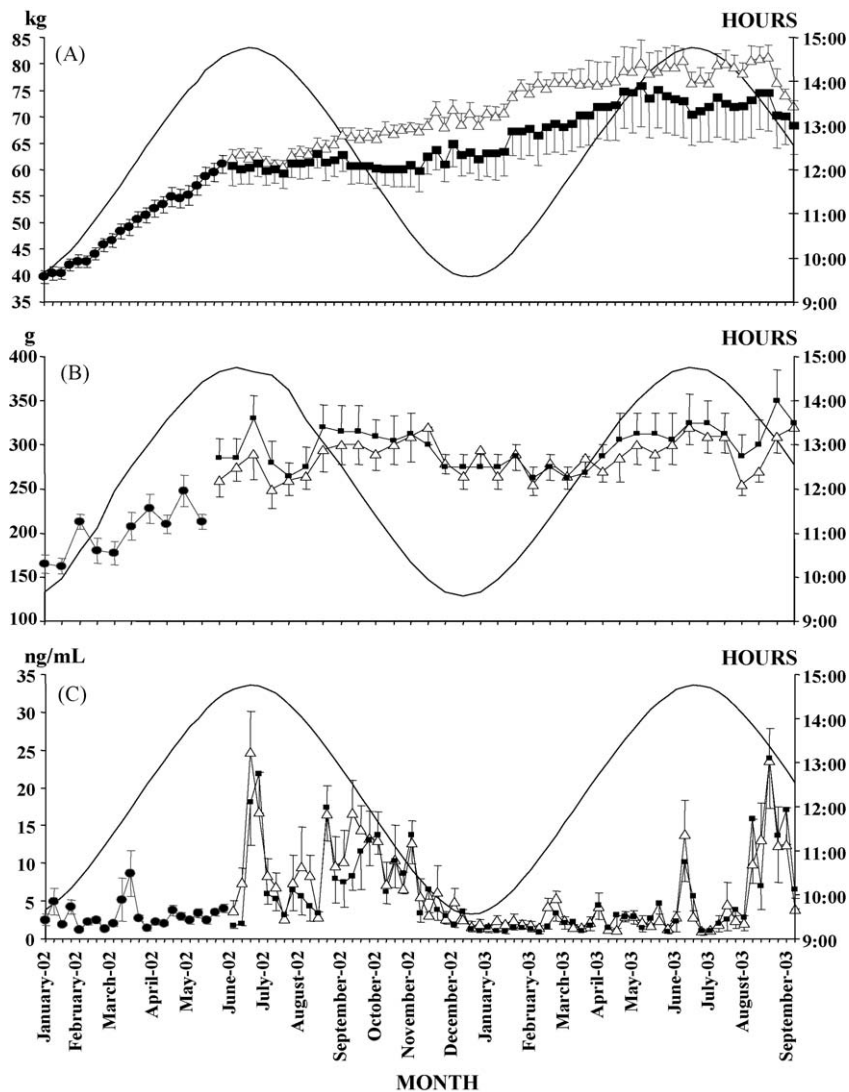 kg HOURS
(A)
85 15:00
80
75 14:00
70 13:00
65
60 12:00
55
50 11:00
45
40 10:00
35 9:00
g HOURS
(B)
400 15:00
350 14:00
300 13:00
250 12:00
200 11:00
150 10:00
100 9:00
ng/mL HOURS
(C)
35 15:00
30 14:00
25 13:00
20 12:00
15
10 11:00
5 10:00
0 9:00
January-02
February-02
March-02
April-02
May-02
June-02
July-02
August-02
September-02
October-02
November-02
December-02
January-03
February-03
March-03
April-03
May-03
June-03
July-03
August-03
September-03
MONTH